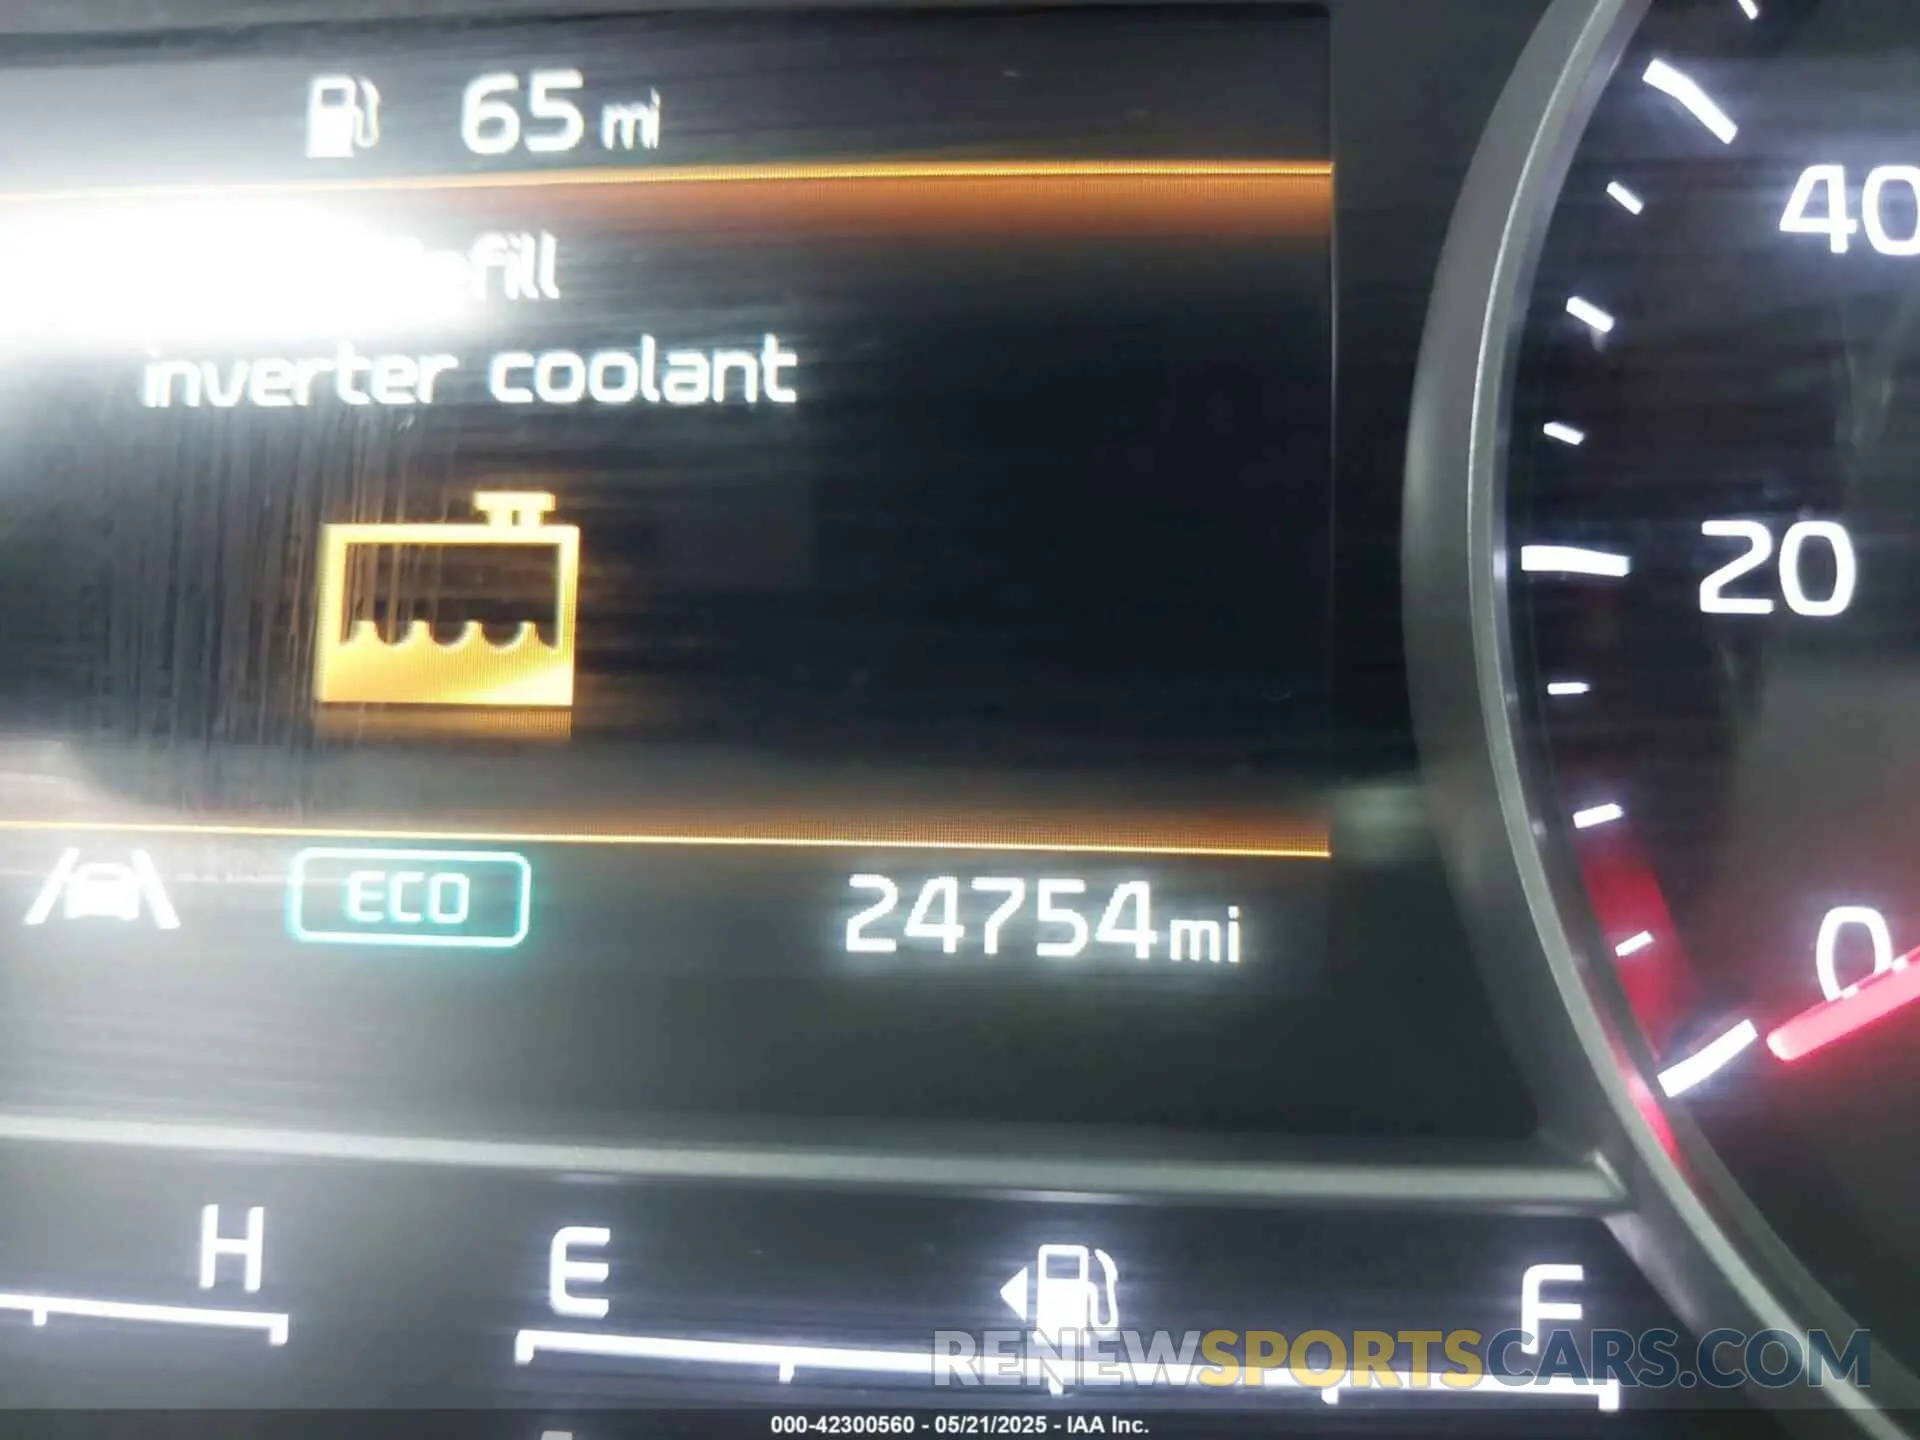 65 mi
inverter coolant
ECO
24754 mi
40
20
0
H
E
F
RENEWSPORTSCARS.COM
000-42300560 - 05/21/2025 - IAA Inc.